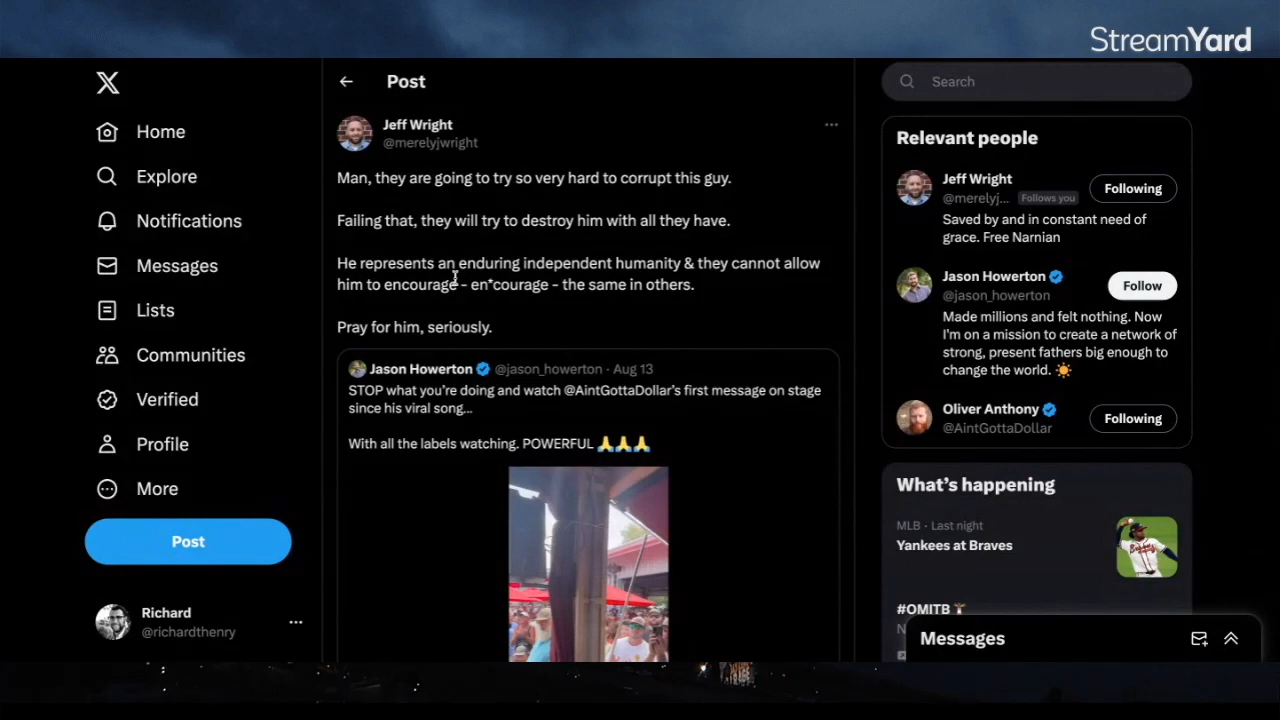 StreamYard
X
Home
Explore
Notifications
Messages
Lists
Communities
Verified
Profile
More
Post
Richard
@richardthenry
Post
Jeff Wright
@merelyjwright
Man, they are going to try so very hard to corrupt this guy.
Failing that, they will try to destroy him with all they have.
He represents an enduring independent humanity & they cannot allow
him to encourage - en*courage - the same in others.
Pray for him, seriously.
Jason Howerton @jason_howerton · Aug 13
STOP what you're doing and watch @AintGottaDollar's first message on stage
since his viral song...
With all the labels watching. POWERFUL 🙏🙏🙏
Search
Relevant people
Jeff Wright
@merelyj... Follows you
Following
Saved by and in constant need of
grace. Free Narnian
Jason Howerton
@jason_howerton
Follow
Made millions and felt nothing. Now
I'm on a mission to create a network of
strong, present fathers big enough to
change the world. ☀️
Oliver Anthony
@AintGottaDollar
Following
What's happening
MLB · Last night
Yankees at Braves
#OMITB
Messages